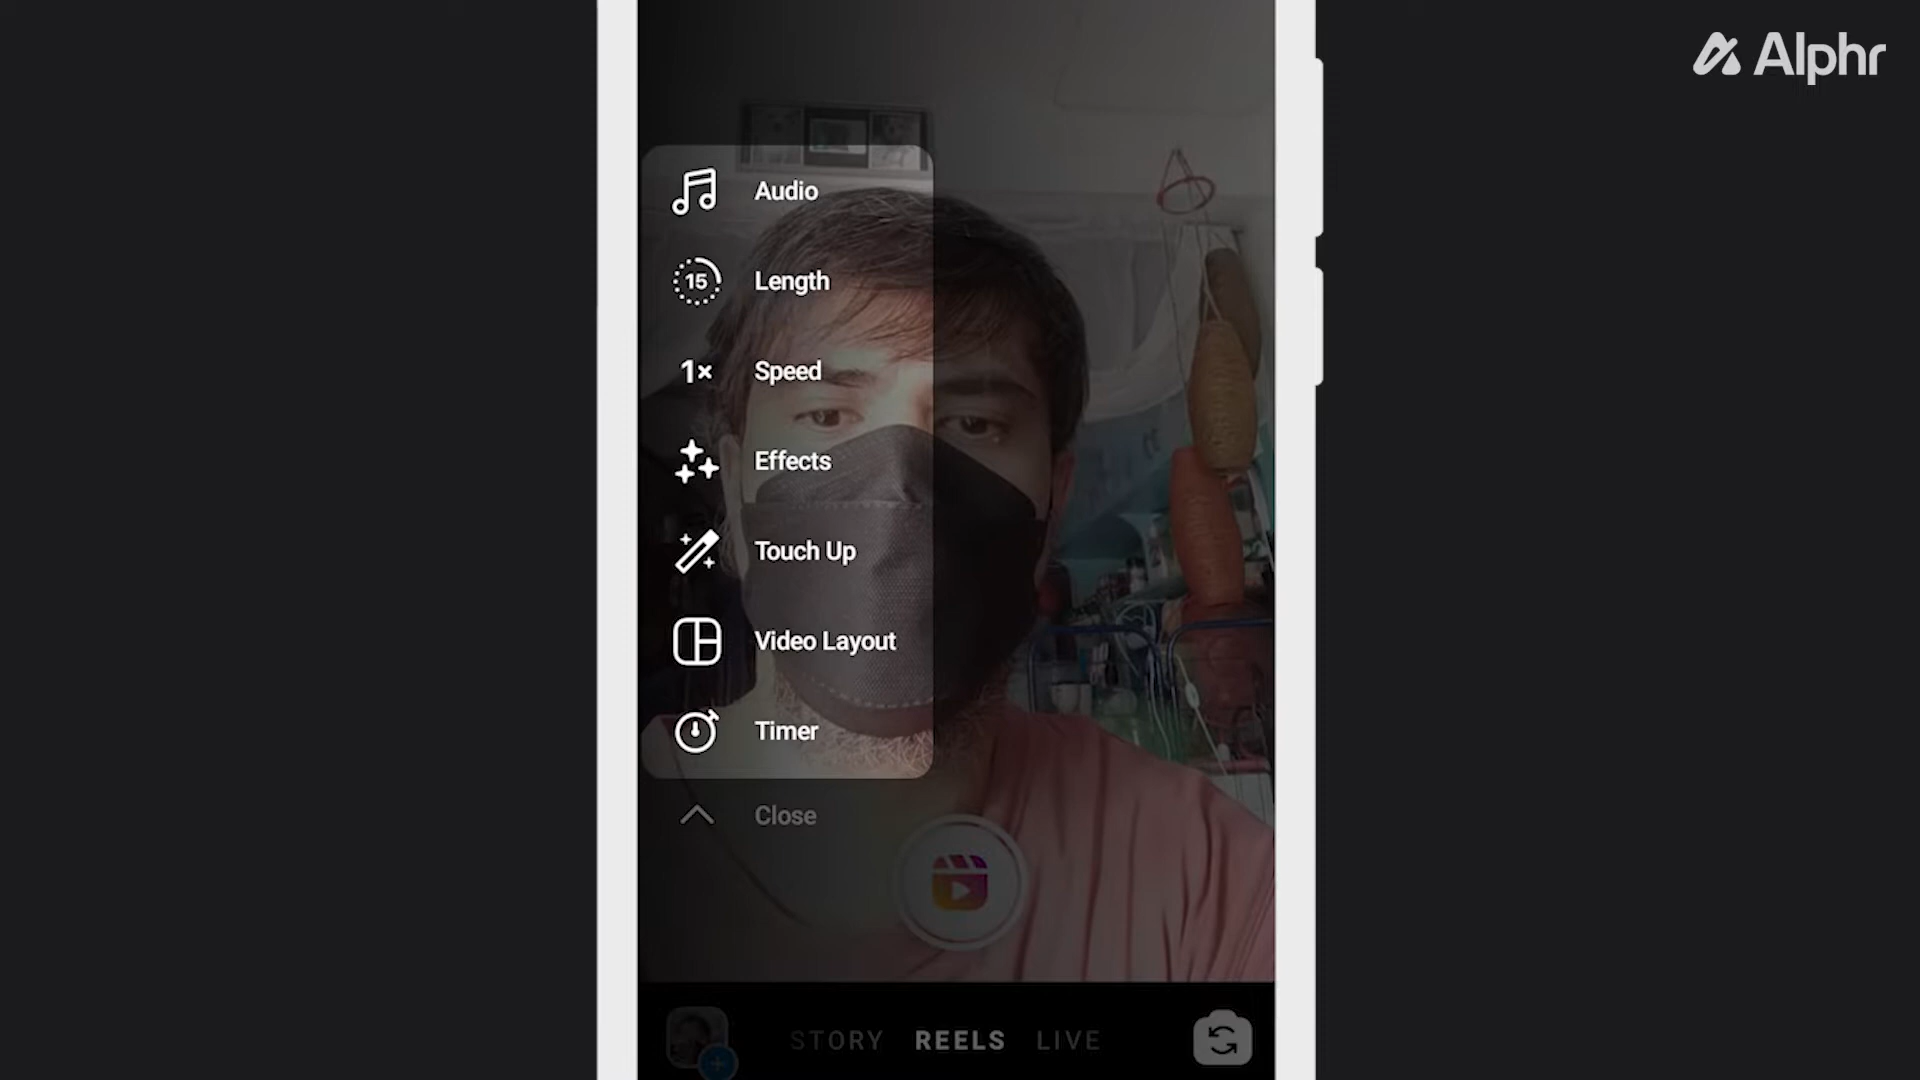 Alphr
Audio
15 Length
1× Speed
Effects
Touch Up
Video Layout
Timer
Close
STORY REELS LIVE